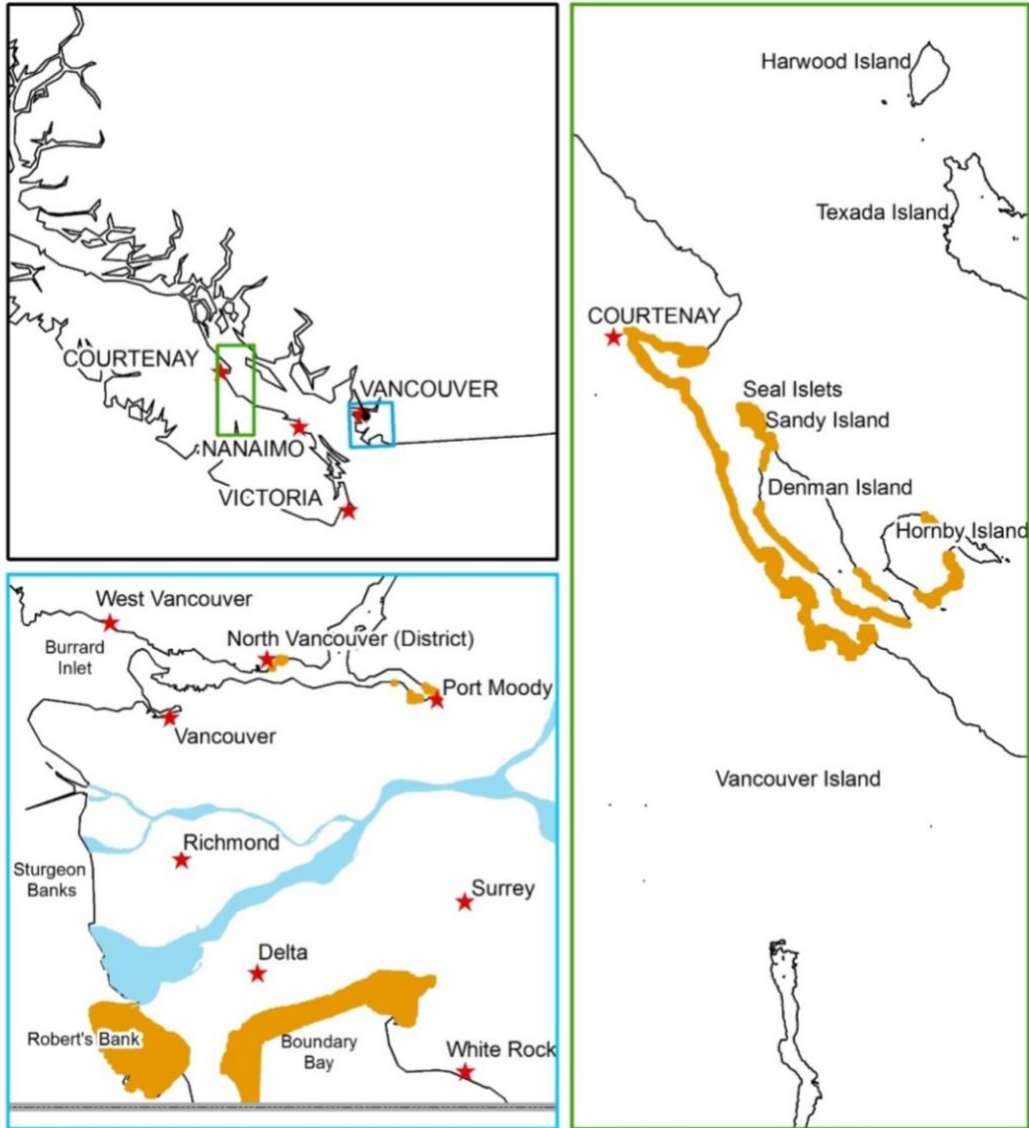 COURTENAY
VANCOUVER
NANAIMO
VICTORIA
West Vancouver
Burrard
Inlet
North Vancouver (District)
Port Moody
Vancouver
Richmond
Sturgeon
Banks
Surrey
Delta
Robert's Bank
Boundary
Bay
White Rock
Harwood Island
Texada Island
COURTENAY
Seal Islets
Sandy Island
Denman Island
Hornby Island
Vancouver Island